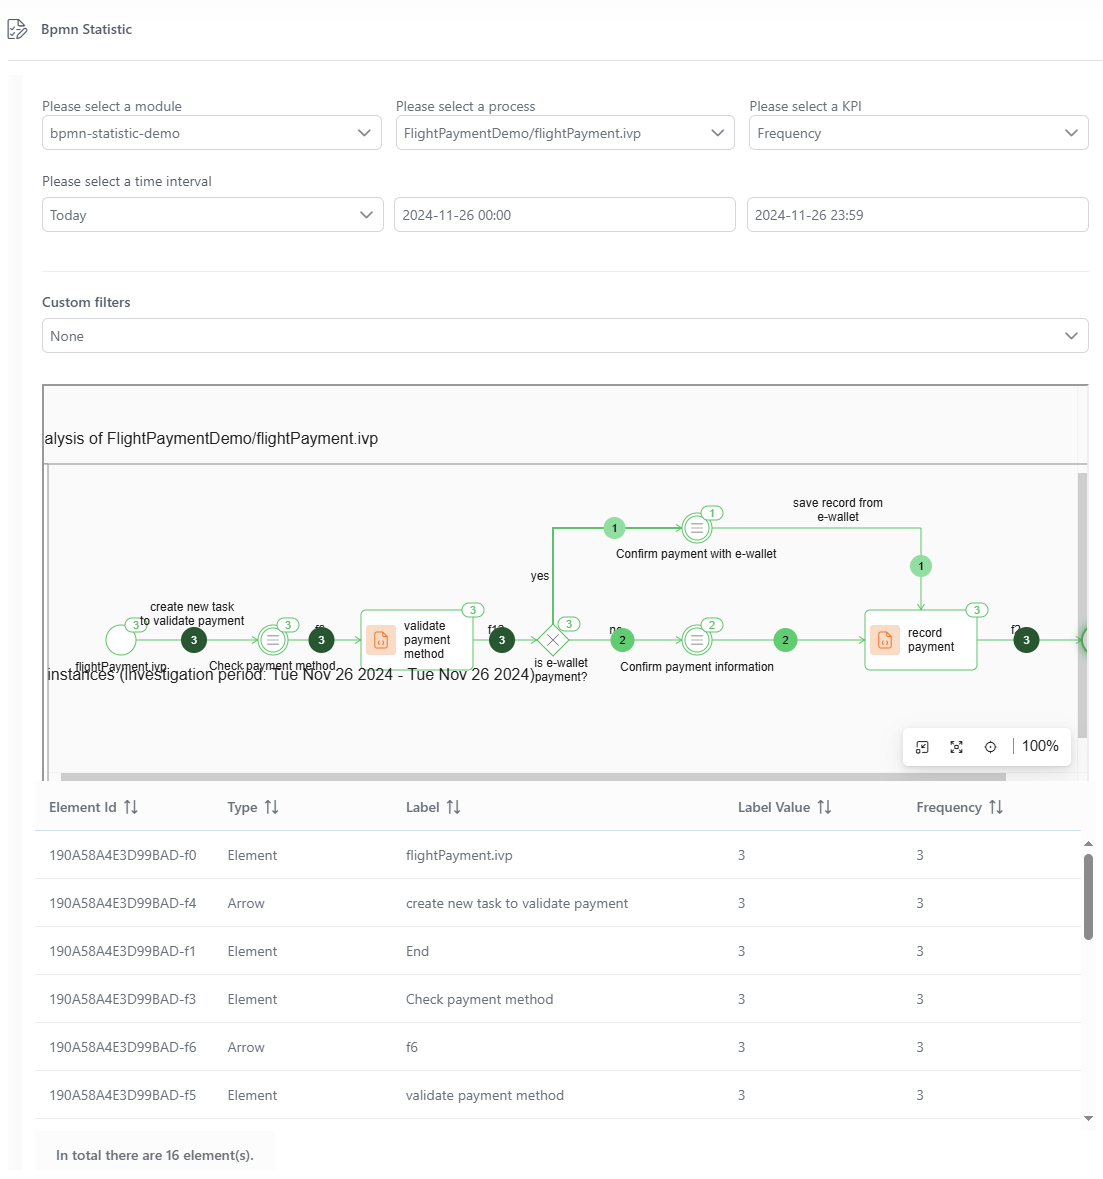 Bpmn Statistic
Please select a module
Please select a process
Please select a KPI
bpmn-statistic-demo
FlightPaymentDemo/flightPayment.ivp
Frequency
Please select a time interval
Today
2024-11-26 00:00
2024-11-26 23:59
Custom filters
None
alysis of FlightPaymentDemo/flightPayment.ivp
save record from
e-wallet
1
1
Confirm payment with e-wallet
yes
1
create new task
to validate payment
3
3
flightPayment.ivp
3
Check payment method
3
validate
payment
method
3
3
3
is e-wallet
payment?
2
2
Confirm payment information
2
record
payment
3
3
instances (Investigation period: Tue Nov 26 2024 - Tue Nov 26 2024)
100%
Element Id Type Label Label Value Frequency
190A58A4E3D99BAD-f0 Element flightPayment.ivp 3 3
190A58A4E3D99BAD-f4 Arrow create new task to validate payment 3 3
190A58A4E3D99BAD-f1 Element End 3 3
190A58A4E3D99BAD-f3 Element Check payment method 3 3
190A58A4E3D99BAD-f6 Arrow f6 3 3
190A58A4E3D99BAD-f5 Element validate payment method 3 3
In total there are 16 element(s).